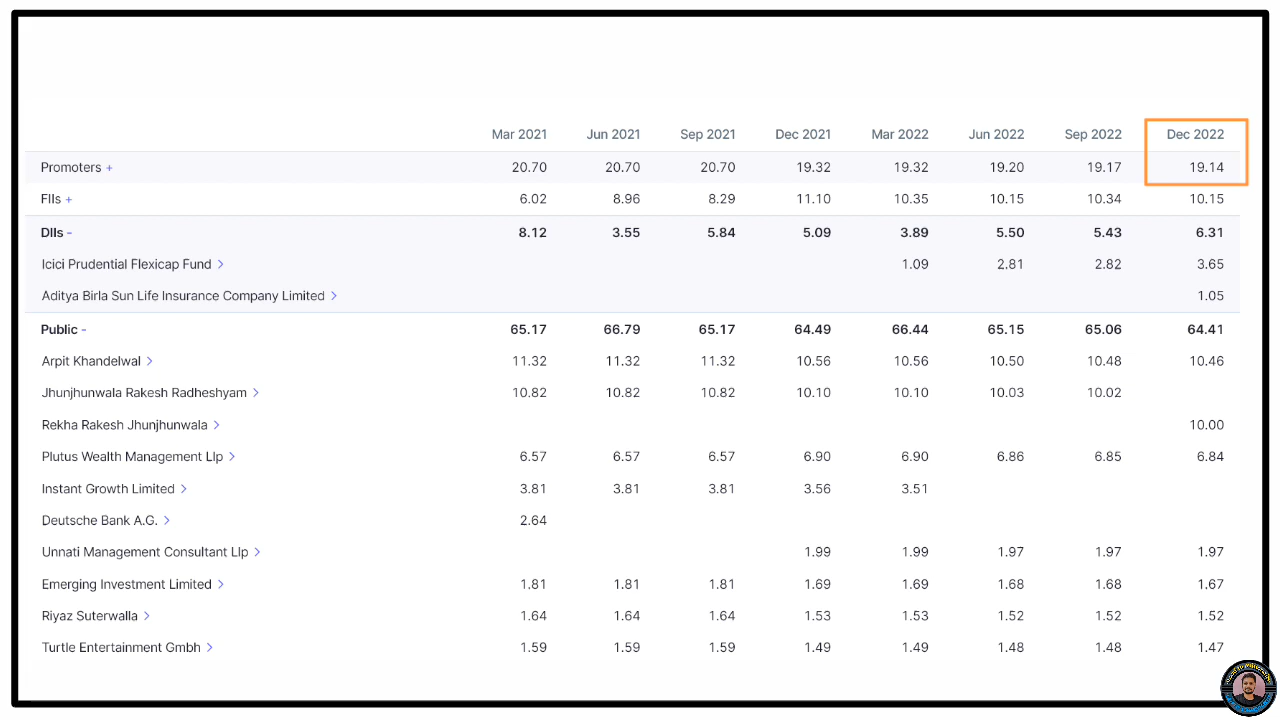 Mar 2021 Jun 2021 Sep 2021 Dec 2021 Mar 2022 Jun 2022 Sep 2022 Dec 2022
Promoters + 20.70 20.70 20.70 19.32 19.32 19.20 19.17 19.14
FIIs + 6.02 8.96 8.29 11.10 10.35 10.15 10.34 10.15
DIIs - 8.12 3.55 5.84 5.09 3.89 5.50 5.43 6.31
Icici Prudential Flexicap Fund > 1.09 2.81 2.82 3.65
Aditya Birla Sun Life Insurance Company Limited > 1.05
Public - 65.17 66.79 65.17 64.49 66.44 65.15 65.06 64.41
Arpit Khandelwal > 11.32 11.32 11.32 10.56 10.56 10.50 10.48 10.46
Jhunjhunwala Rakesh Radheshyam > 10.82 10.82 10.82 10.10 10.10 10.03 10.02
Rekha Rakesh Jhunjhunwala > 10.00
Plutus Wealth Management Llp > 6.57 6.57 6.57 6.90 6.90 6.86 6.85 6.84
Instant Growth Limited > 3.81 3.81 3.81 3.56 3.51
Deutsche Bank A.G. > 2.64
Unnati Management Consultant Llp > 1.99 1.99 1.97 1.97 1.97
Emerging Investment Limited > 1.81 1.81 1.81 1.69 1.69 1.68 1.68 1.67
Riyaz Suterwalla > 1.64 1.64 1.64 1.53 1.53 1.52 1.52 1.52
Turtle Entertainment Gmbh > 1.59 1.59 1.59 1.49 1.49 1.48 1.48 1.47